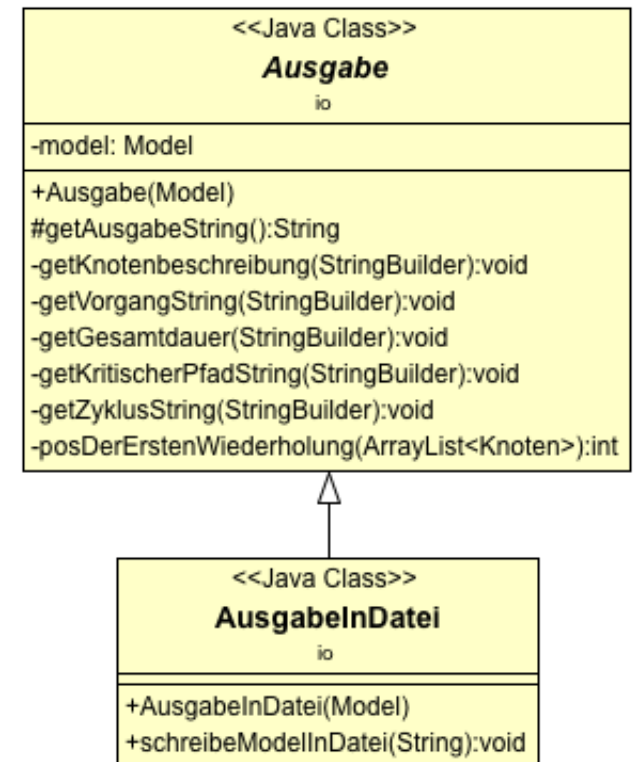 <<Java Class>>
Ausgabe
io
-model: Model
+Ausgabe(Model)
#getAusgabeString():String
-getKnotenbeschreibung(StringBuilder):void
-getVorgangString(StringBuilder):void
-getGesamtdauer(StringBuilder):void
-getKritischerPfadString(StringBuilder):void
-getZyklusString(StringBuilder):void
-posDerErstenWiederholung(ArrayList<Knoten>):int
<<Java Class>>
AusgabeInDatei
io
+AusgabeInDatei(Model)
+schreibeModelInDatei(String):void